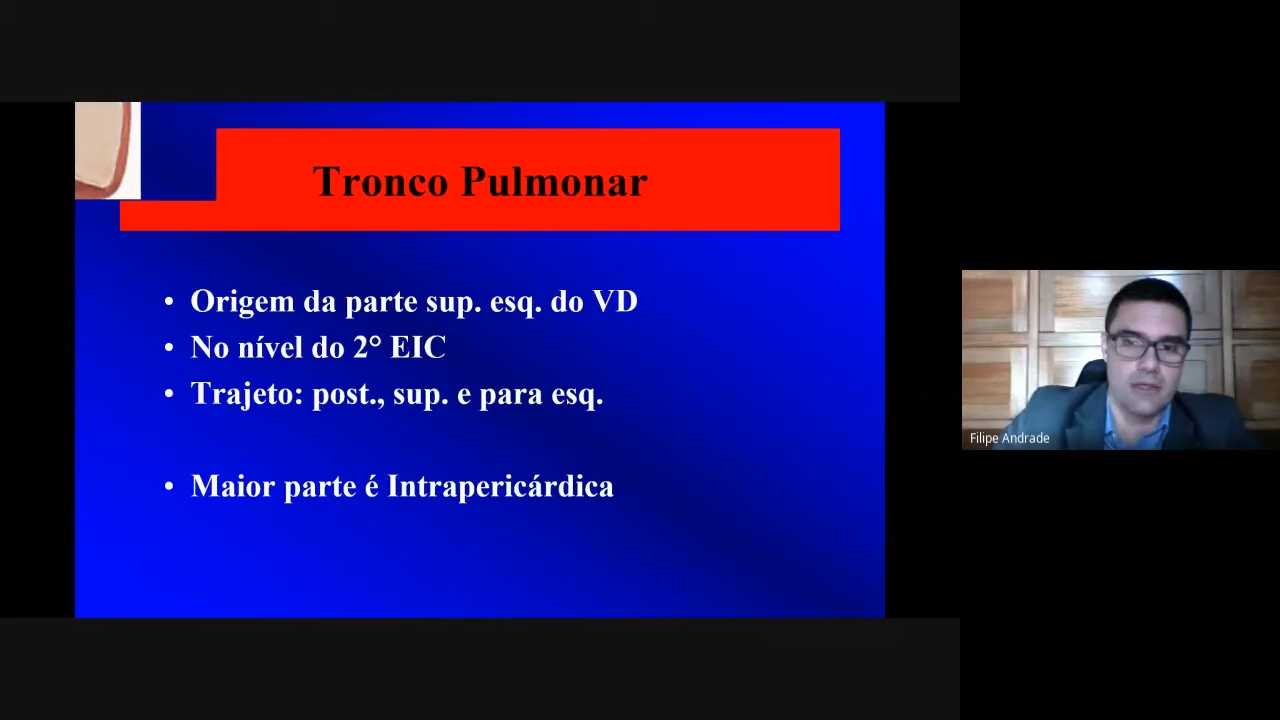 Tronco Pulmonar
• Origem da parte sup. esq. do VD
• No nível do 2° EIC
• Trajeto: post., sup. e para esq.
• Maior parte é Intrapericárdica
Filipe Andrade